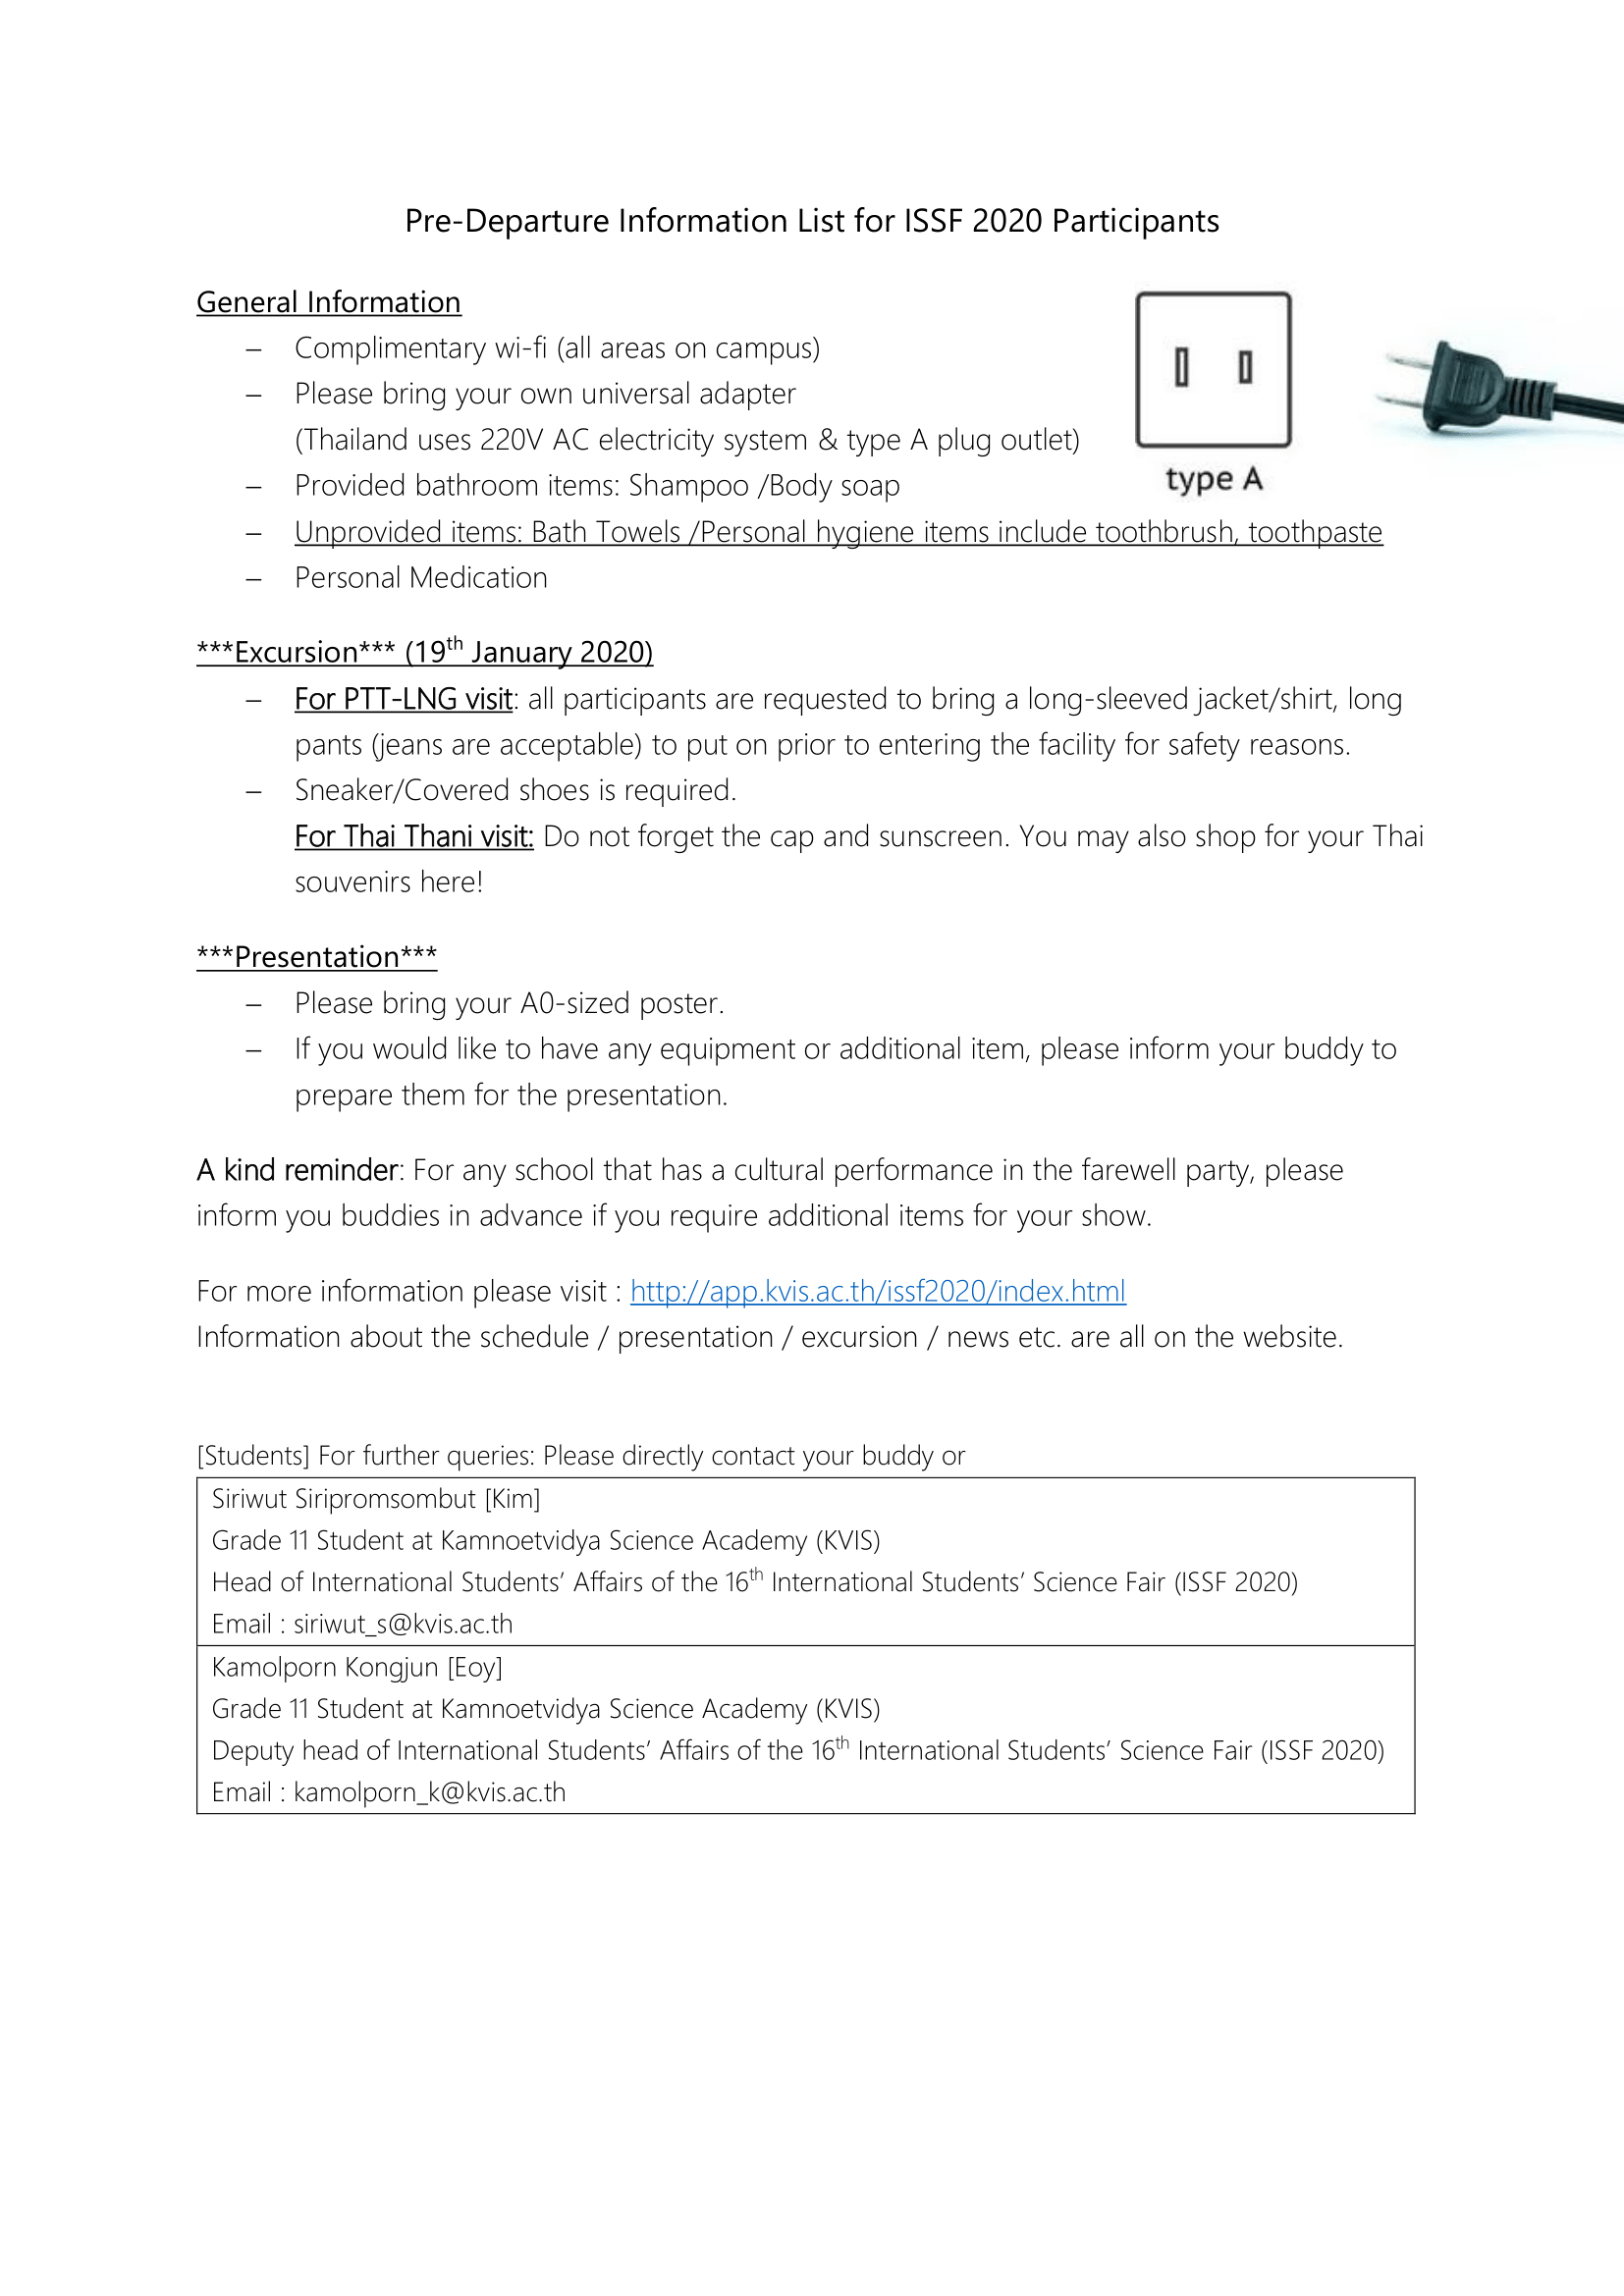 Pre-Departure Information List for ISSF 2020 Participants
General Information
– Complimentary wi-fi (all areas on campus)
– Please bring your own universal adapter
(Thailand uses 220V AC electricity system & type A plug outlet)
type A
– Provided bathroom items: Shampoo /Body soap
– Unprovided items: Bath Towels /Personal hygiene items include toothbrush, toothpaste
– Personal Medication
***Excursion*** (19th January 2020)
– For PTT-LNG visit: all participants are requested to bring a long-sleeved jacket/shirt, long
pants (jeans are acceptable) to put on prior to entering the facility for safety reasons.
– Sneaker/Covered shoes is required.
For Thai Thani visit: Do not forget the cap and sunscreen. You may also shop for your Thai
souvenirs here!
***Presentation***
– Please bring your A0-sized poster.
– If you would like to have any equipment or additional item, please inform your buddy to
prepare them for the presentation.
A kind reminder: For any school that has a cultural performance in the farewell party, please
inform you buddies in advance if you require additional items for your show.
For more information please visit : http://app.kvis.ac.th/issf2020/index.html
Information about the schedule / presentation / excursion / news etc. are all on the website.
[Students] For further queries: Please directly contact your buddy or
Siriwut Siripromsombut [Kim]
Grade 11 Student at Kamnoetvidya Science Academy (KVIS)
Head of International Students’ Affairs of the 16th International Students’ Science Fair (ISSF 2020)
Email : siriwut_s@kvis.ac.th
Kamolporn Kongjun [Eoy]
Grade 11 Student at Kamnoetvidya Science Academy (KVIS)
Deputy head of International Students’ Affairs of the 16th International Students’ Science Fair (ISSF 2020)
Email : kamolporn_k@kvis.ac.th